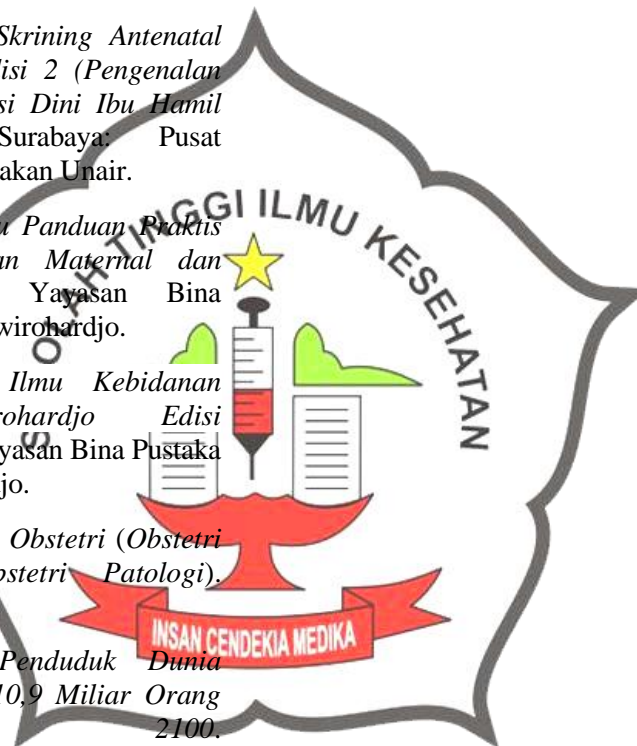 Skrining Antenatal
disi 2 (Pengenalan
si Dini Ibu Hamil
Surabaya: Pusat
akan Unair.
u Panduan Praktis
an Maternal dan
Yayasan Bina
wirohardjo.
Ilmu Kebidanan
rohardjo Edisi
yasan Bina Pustaka
jo.
Obstetri (Obstetri
bstetri Patologi).
Penduduk Dunia
10,9 Miliar Orang
2100.
S OLAH TINGGI ILMU KESEHATAN
INSAN CENDEKIA MEDIKA